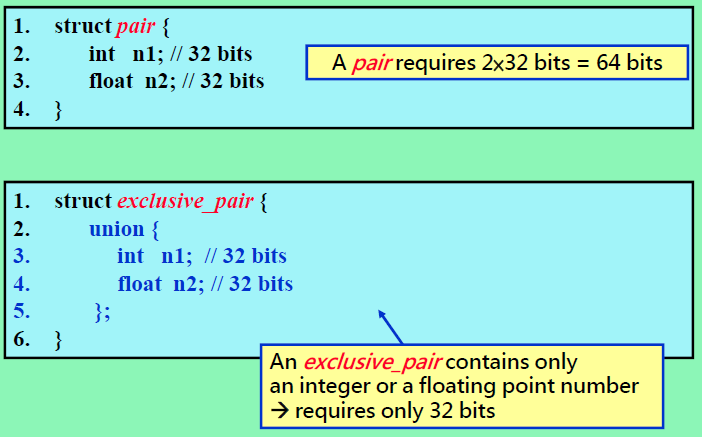 1. struct pair {
2. int n1; // 32 bits
3. float n2; // 32 bits
4. }
A pair requires 2x32 bits = 64 bits
1. struct exclusive_pair {
2. union {
3. int n1; // 32 bits
4. float n2; // 32 bits
5. };
6. }
An exclusive_pair contains only
an integer or a floating point number
→ requires only 32 bits